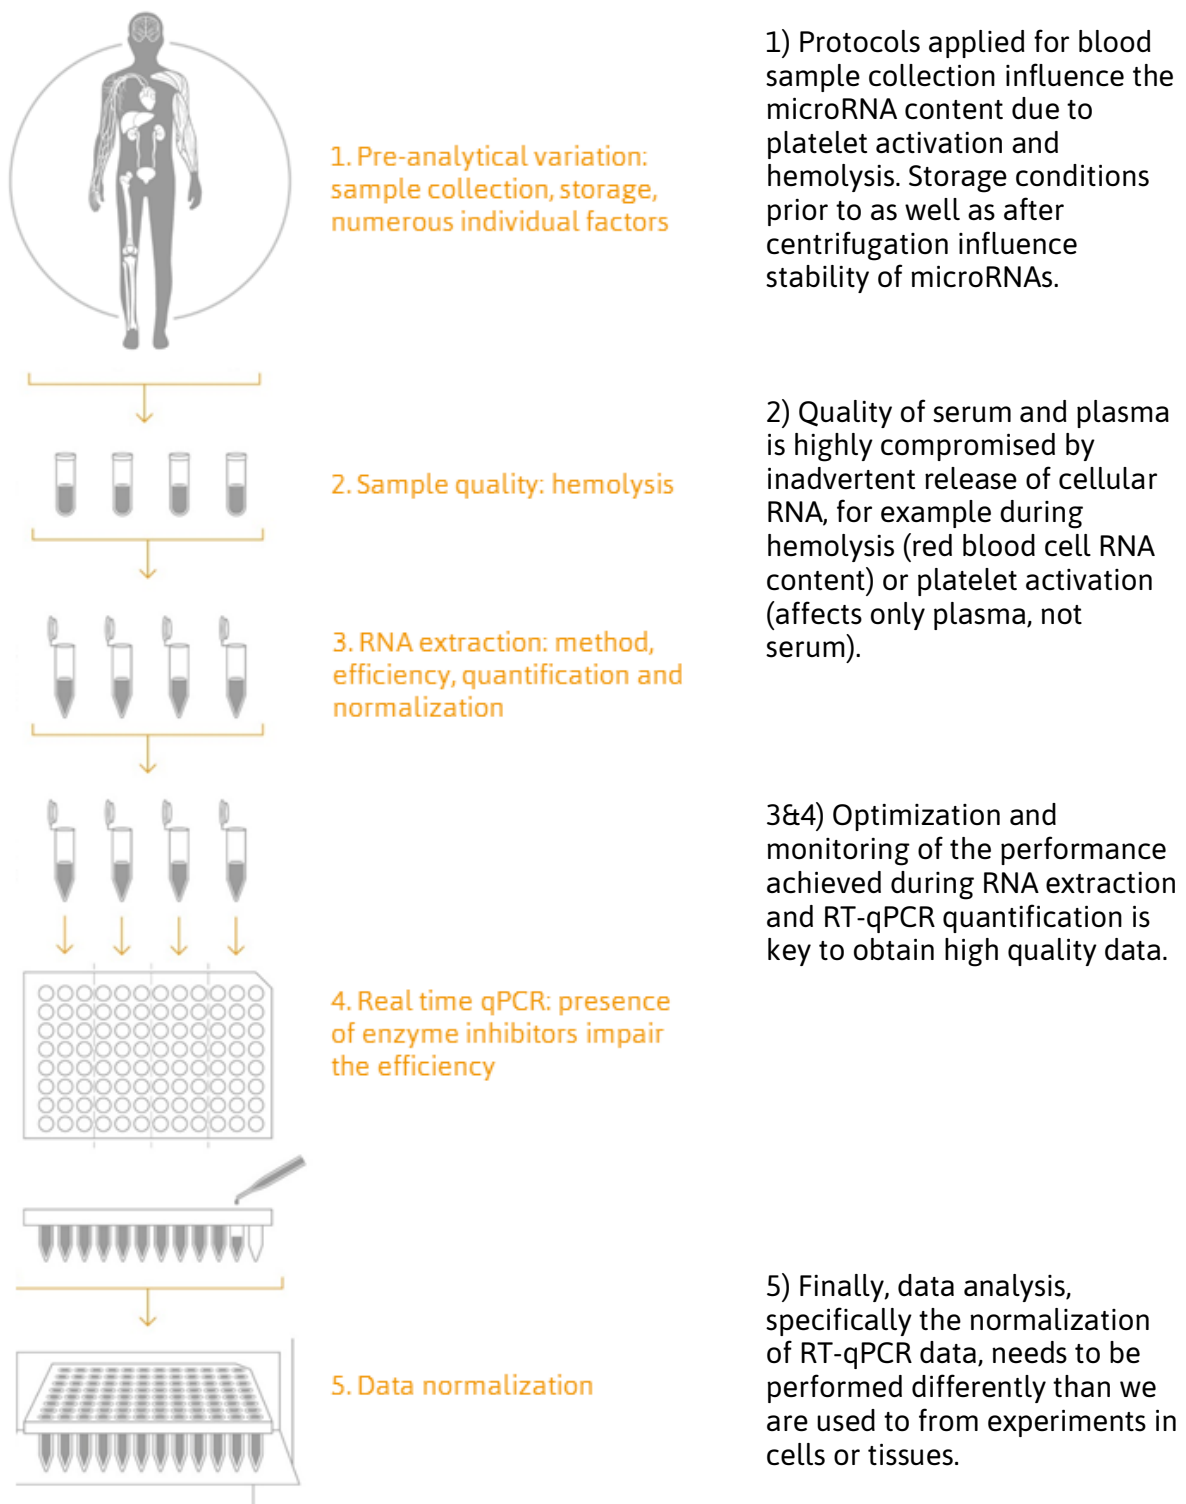 1. Pre-analytical variation:
sample collection, storage,
numerous individual factors
1) Protocols applied for blood
sample collection influence the
microRNA content due to
platelet activation and
hemolysis. Storage conditions
prior to as well as after
centrifugation influence
stability of microRNAs.
2. Sample quality: hemolysis
2) Quality of serum and plasma
is highly compromised by
inadvertent release of cellular
RNA, for example during
hemolysis (red blood cell RNA
content) or platelet activation
(affects only plasma, not
serum).
3. RNA extraction: method,
efficiency, quantification and
normalization
3&4) Optimization and
monitoring of the performance
achieved during RNA extraction
and RT-qPCR quantification is
key to obtain high quality data.
4. Real time qPCR: presence
of enzyme inhibitors impair
the efficiency
5. Data normalization
5) Finally, data analysis,
specifically the normalization
of RT-qPCR data, needs to be
performed differently than we
are used to from experiments in
cells or tissues.